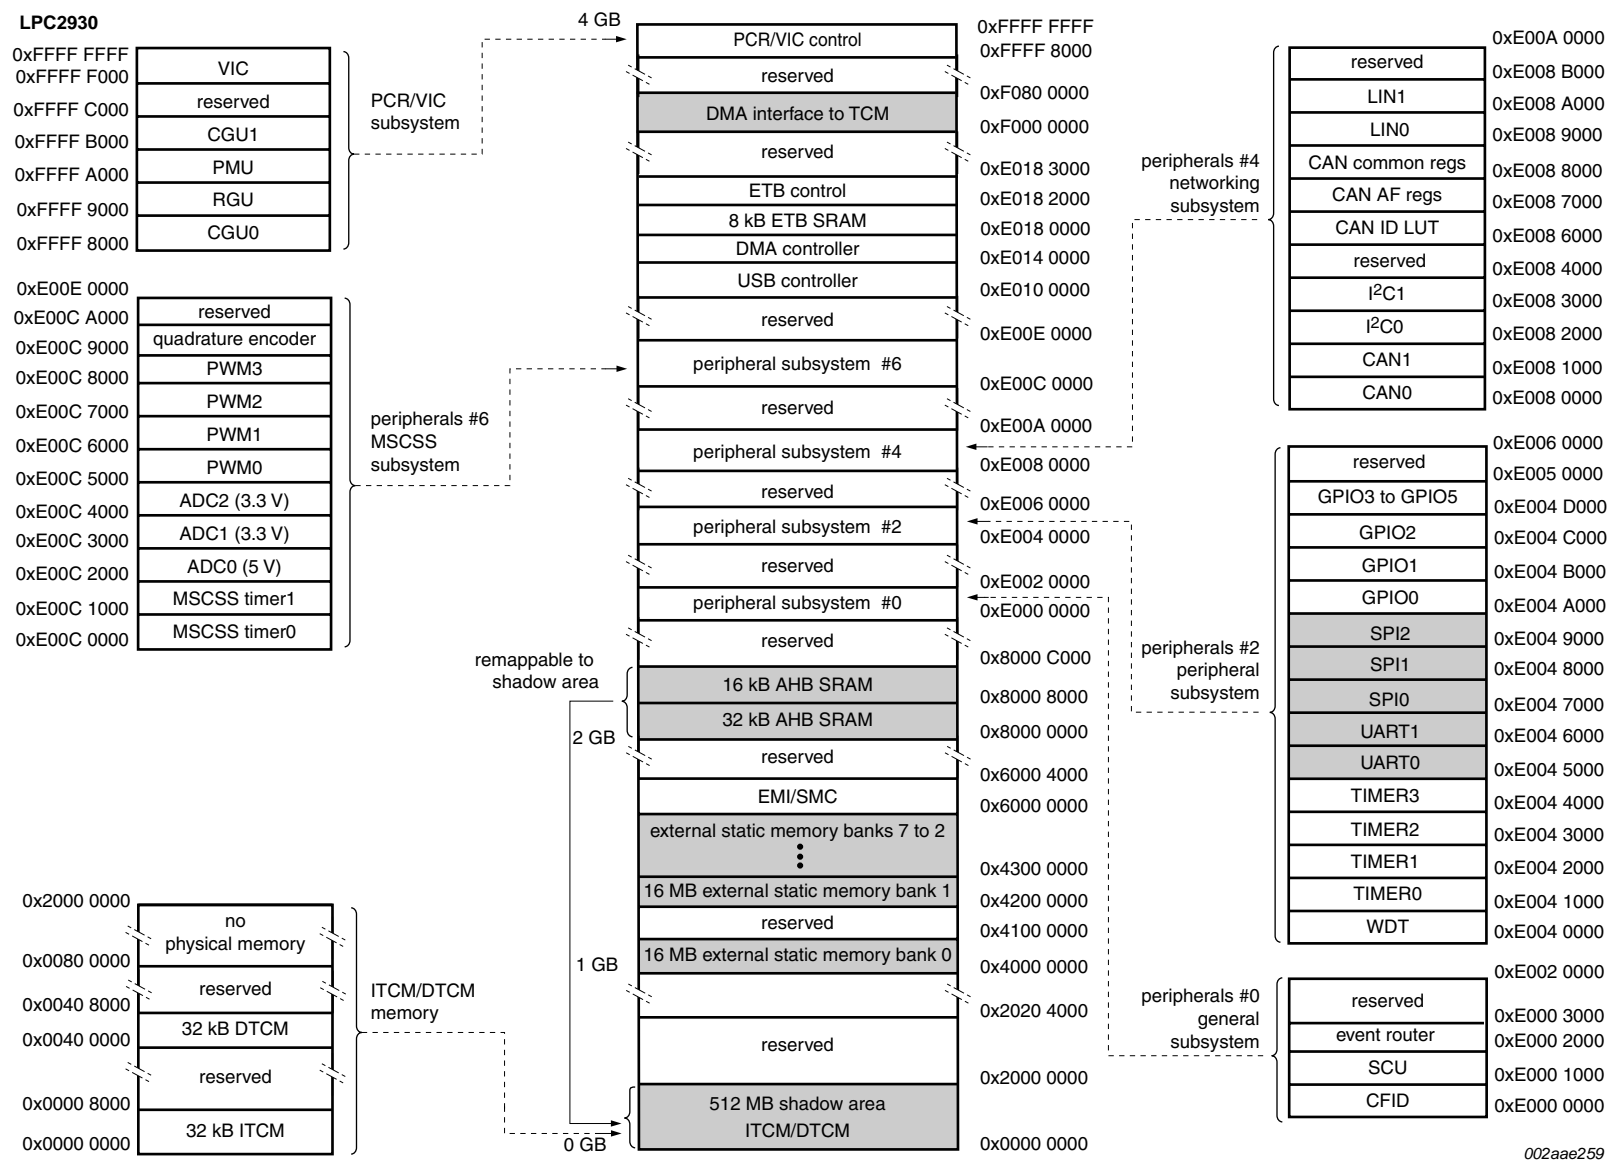 LPC2930
0xFFFF FFFF
0xFFFF F000
0xFFFF C000
0xFFFF B000
0xFFFF A000
0xFFFF 9000
0xFFFF 8000
VIC
reserved
CGU1
PMU
RGU
CGU0
PCR/VIC
subsystem
0xE00E 0000
0xE00C A000
0xE00C 9000
0xE00C 8000
0xE00C 7000
0xE00C 6000
0xE00C 5000
0xE00C 4000
0xE00C 3000
0xE00C 2000
0xE00C 1000
0xE00C 0000
reserved
quadrature encoder
PWM3
PWM2
PWM1
PWM0
ADC2 (3.3 V)
ADC1 (3.3 V)
ADC0 (5 V)
MSCSS timer1
MSCSS timer0
peripherals #6
MSCSS
subsystem
0x2000 0000
0x0080 0000
0x0040 8000
0x0040 0000
0x0000 8000
0x0000 0000
no
physical memory
reserved
32 kB DTCM
reserved
32 kB ITCM
ITCM/DTCM
memory
4 GB
remappable to
shadow area
2 GB
1 GB
0 GB
PCR/VIC control
reserved
DMA interface to TCM
reserved
ETB control
8 kB ETB SRAM
DMA controller
USB controller
reserved
peripheral subsystem #6
reserved
peripheral subsystem #4
reserved
peripheral subsystem #2
reserved
peripheral subsystem #0
reserved
16 kB AHB SRAM
32 kB AHB SRAM
reserved
EMI/SMC
external static memory banks 7 to 2
16 MB external static memory bank 1
reserved
16 MB external static memory bank 0
reserved
512 MB shadow area
ITCM/DTCM
0xFFFF FFFF
0xFFFF 8000
0xF080 0000
0xF000 0000
0xE018 3000
0xE018 2000
0xE018 0000
0xE014 0000
0xE010 0000
0xE00E 0000
0xE00C 0000
0xE00A 0000
0xE008 0000
0xE006 0000
0xE004 0000
0xE002 0000
0xE000 0000
0x8000 C000
0x8000 8000
0x8000 0000
0x6000 4000
0x6000 0000
0x4300 0000
0x4200 0000
0x4100 0000
0x4000 0000
0x2020 4000
0x2000 0000
0x0000 0000
peripherals #4
networking
subsystem
reserved
LIN1
LIN0
CAN common regs
CAN AF regs
CAN ID LUT
reserved
I2C1
I2C0
CAN1
CAN0
0xE00A 0000
0xE008 B000
0xE008 A000
0xE008 9000
0xE008 8000
0xE008 7000
0xE008 6000
0xE008 4000
0xE008 3000
0xE008 2000
0xE008 1000
0xE008 0000
peripherals #2
peripheral
subsystem
reserved
GPIO3 to GPIO5
GPIO2
GPIO1
GPIO0
SPI2
SPI1
SPI0
UART1
UART0
TIMER3
TIMER2
TIMER1
TIMER0
WDT
0xE006 0000
0xE005 0000
0xE004 D000
0xE004 C000
0xE004 B000
0xE004 A000
0xE004 9000
0xE004 8000
0xE004 7000
0xE004 6000
0xE004 5000
0xE004 4000
0xE004 3000
0xE004 2000
0xE004 1000
0xE004 0000
peripherals #0
general
subsystem
reserved
event router
SCU
CFID
0xE002 0000
0xE000 3000
0xE000 2000
0xE000 1000
0xE000 0000
002aae259